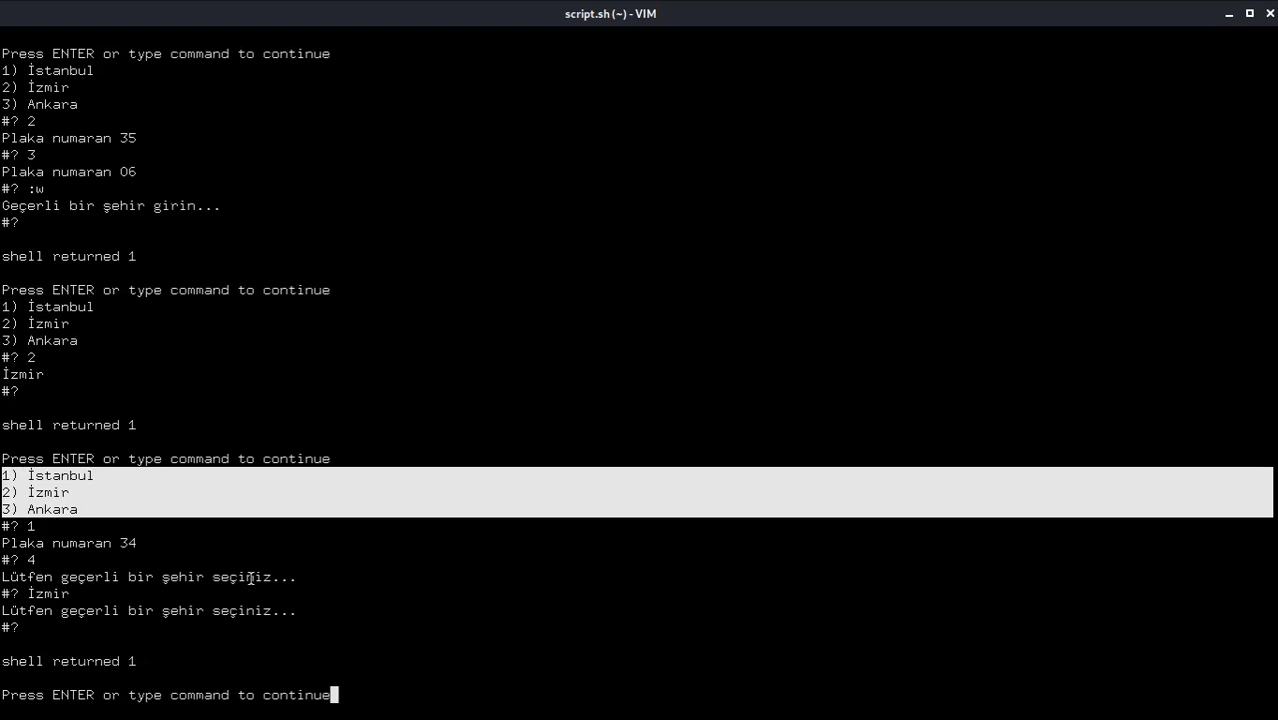 script.sh (~) - VIM
Press ENTER or type command to continue
1) İstanbul
2) İzmir
3) Ankara
#? 2
Plaka numaran 35
#? 3
Plaka numaran 06
#? :w
Geçerli bir şehir girin...
#?
shell returned 1
Press ENTER or type command to continue
1) İstanbul
2) İzmir
3) Ankara
#? 2
İzmir
#?
shell returned 1
Press ENTER or type command to continue
1) İstanbul
2) İzmir
3) Ankara
#? 1
Plaka numaran 34
#? 4
Lütfen geçerli bir şehir seçiniz...
#? İzmir
Lütfen geçerli bir şehir seçiniz...
#?
shell returned 1
Press ENTER or type command to continue